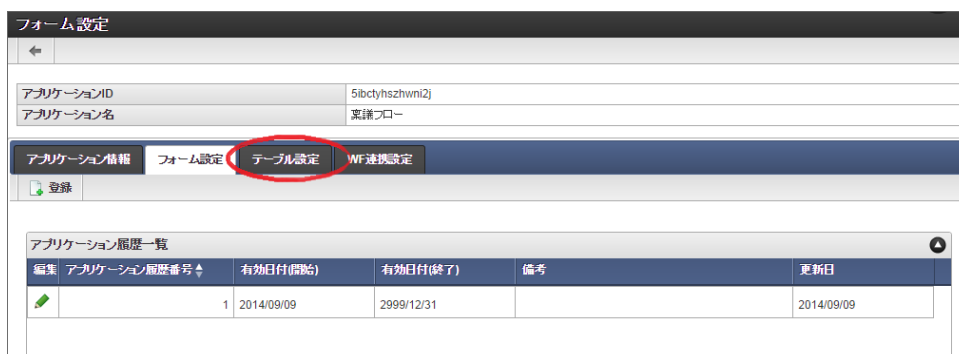 フォーム設定
アプリケーションID 5ibctyhszhwni2j
アプリケーション名 稟議フロー
アプリケーション情報 フォーム設定 テーブル設定 WF連携設定
登録
アプリケーション履歴一覧
編集 アプリケーション履歴番号 有効日付(開始) 有効日付(終了) 備考 更新日
1 2014/09/09 2999/12/31 2014/09/09